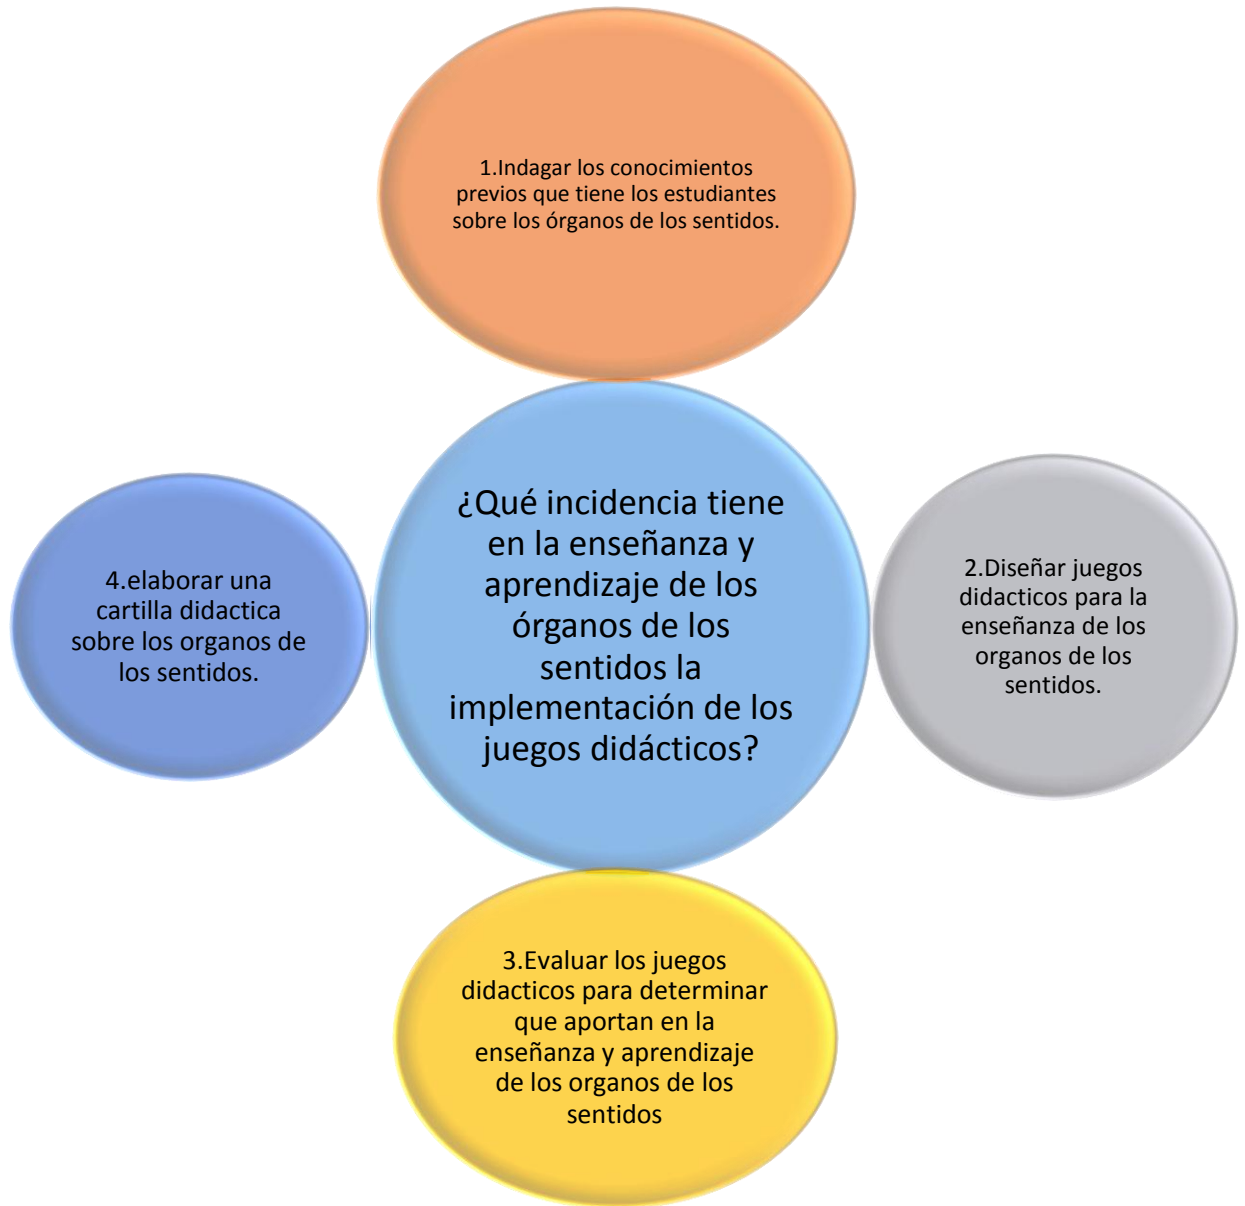 1.Indagar los conocimientos
previos que tiene los estudiantes
sobre los órganos de los sentidos.
¿Qué incidencia tiene
en la enseñanza y
aprendizaje de los
órganos de los
sentidos la
implementación de los
juegos didácticos?
2.Diseñar juegos
didacticos para la
enseñanza de los
organos de los
sentidos.
3.Evaluar los juegos
didacticos para determinar
que aportan en la
enseñanza y aprendizaje
de los organos de los
sentidos
4.elaborar una
cartilla didactica
sobre los organos de
los sentidos.